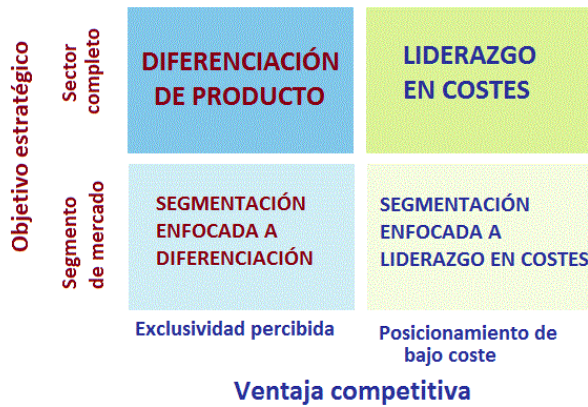 Objetivo estratégico
Sector
completo
DIFERENCIACIÓN
DE PRODUCTO
LIDERAZGO
EN COSTES
Segmento
de mercado
SEGMENTACIÓN
ENFOCADA A
DIFERENCIACIÓN
SEGMENTACIÓN
ENFOCADA A
LIDERAZGO EN COSTES
Exclusividad percibida
Posicionamiento de
bajo coste
Ventaja competitiva